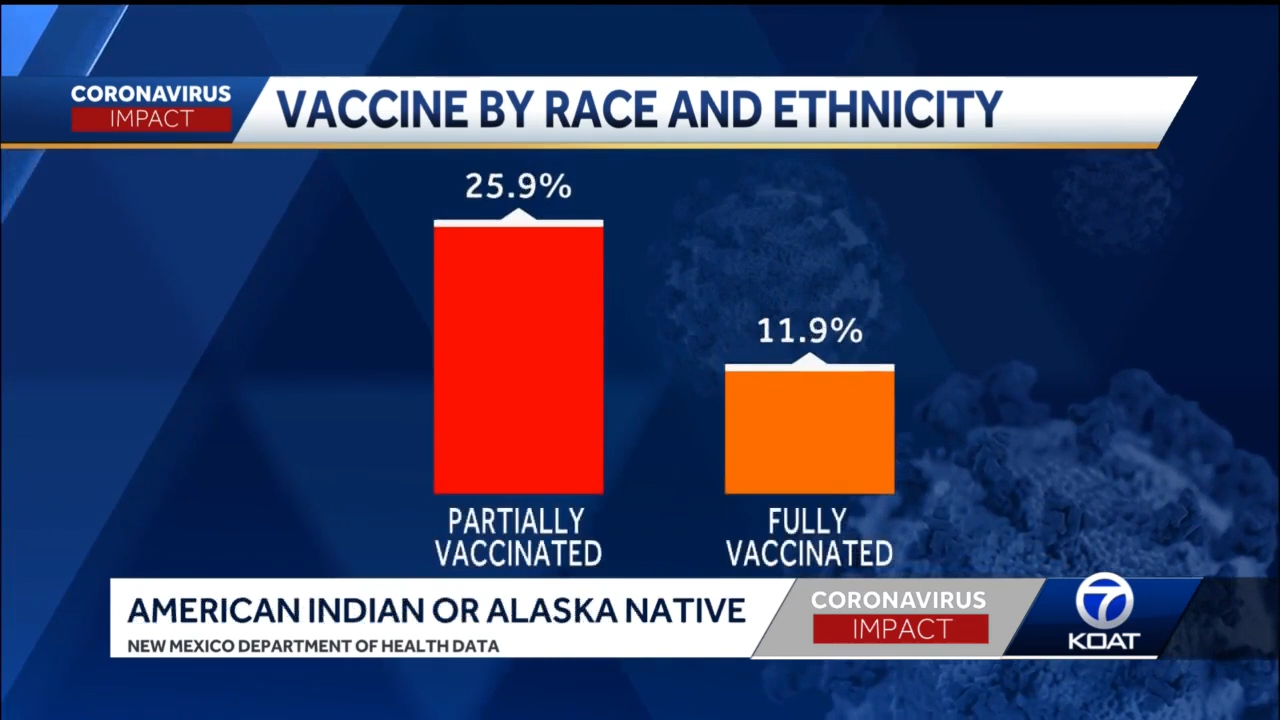 CORONAVIRUS
IMPACT
VACCINE BY RACE AND ETHNICITY
25.9%
11.9%
PARTIALLY
VACCINATED
FULLY
VACCINATED
AMERICAN INDIAN OR ALASKA NATIVE
NEW MEXICO DEPARTMENT OF HEALTH DATA
CORONAVIRUS
IMPACT
7
KOAT